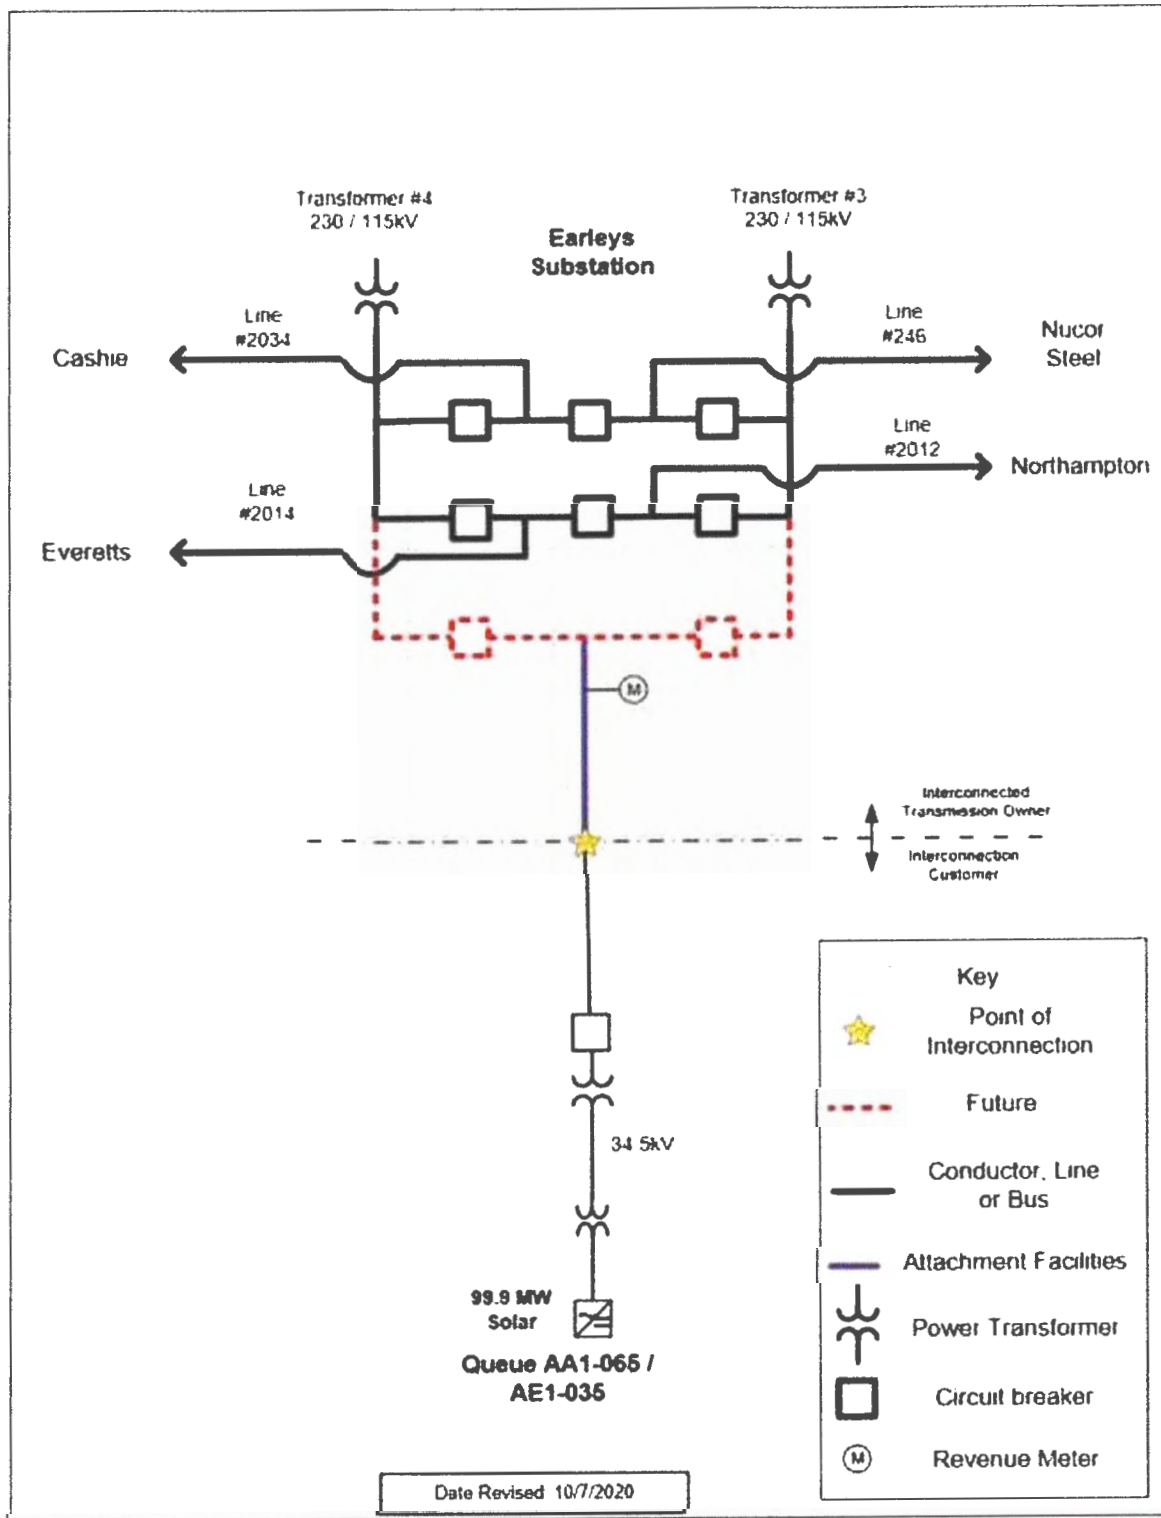 Transformer #4
230 / 115kV
Transformer #3
230 / 115kV
Earleys
Substation
Line
#2034
Cashie
Line
#246
Nucor
Steel
Line
#2012
Northampton
Line
#2014
Everetts
M
Interconnected
Transmission Owner
Interconnection
Customer
34.5kV
99.9 MW
Solar
Queue AA1-065 /
AE1-035
Key
Point of
Interconnection
Future
Conductor, Line
or Bus
Attachment Facilities
Power Transformer
Circuit breaker
M
Revenue Meter
Date Revised 10/7/2020